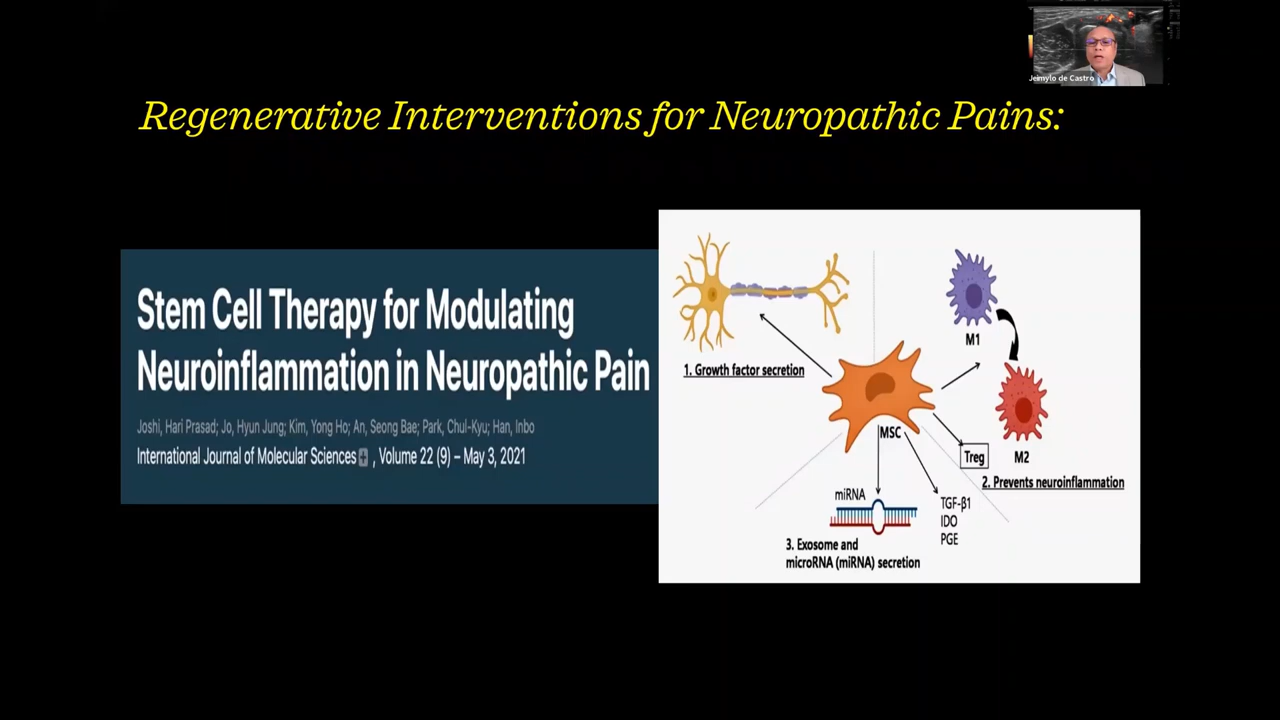 Jeimylo de Castro
Regenerative Interventions for Neuropathic Pains:
Stem Cell Therapy for Modulating
Neuroinflammation in Neuropathic Pain
Joshi, Hari Prasad; Jo, Hyun Jung; Kim, Yong Ho; An, Seong Bae; Park, Chul-Kyu; Han, Inbo
International Journal of Molecular Sciences , Volume 22 (9) – May 3, 2021
1. Growth factor secretion
M1
MSC
Treg
M2
2. Prevents neuroinflammation
miRNA
TGF-β1
IDO
PGE
3. Exosome and
microRNA (miRNA) secretion